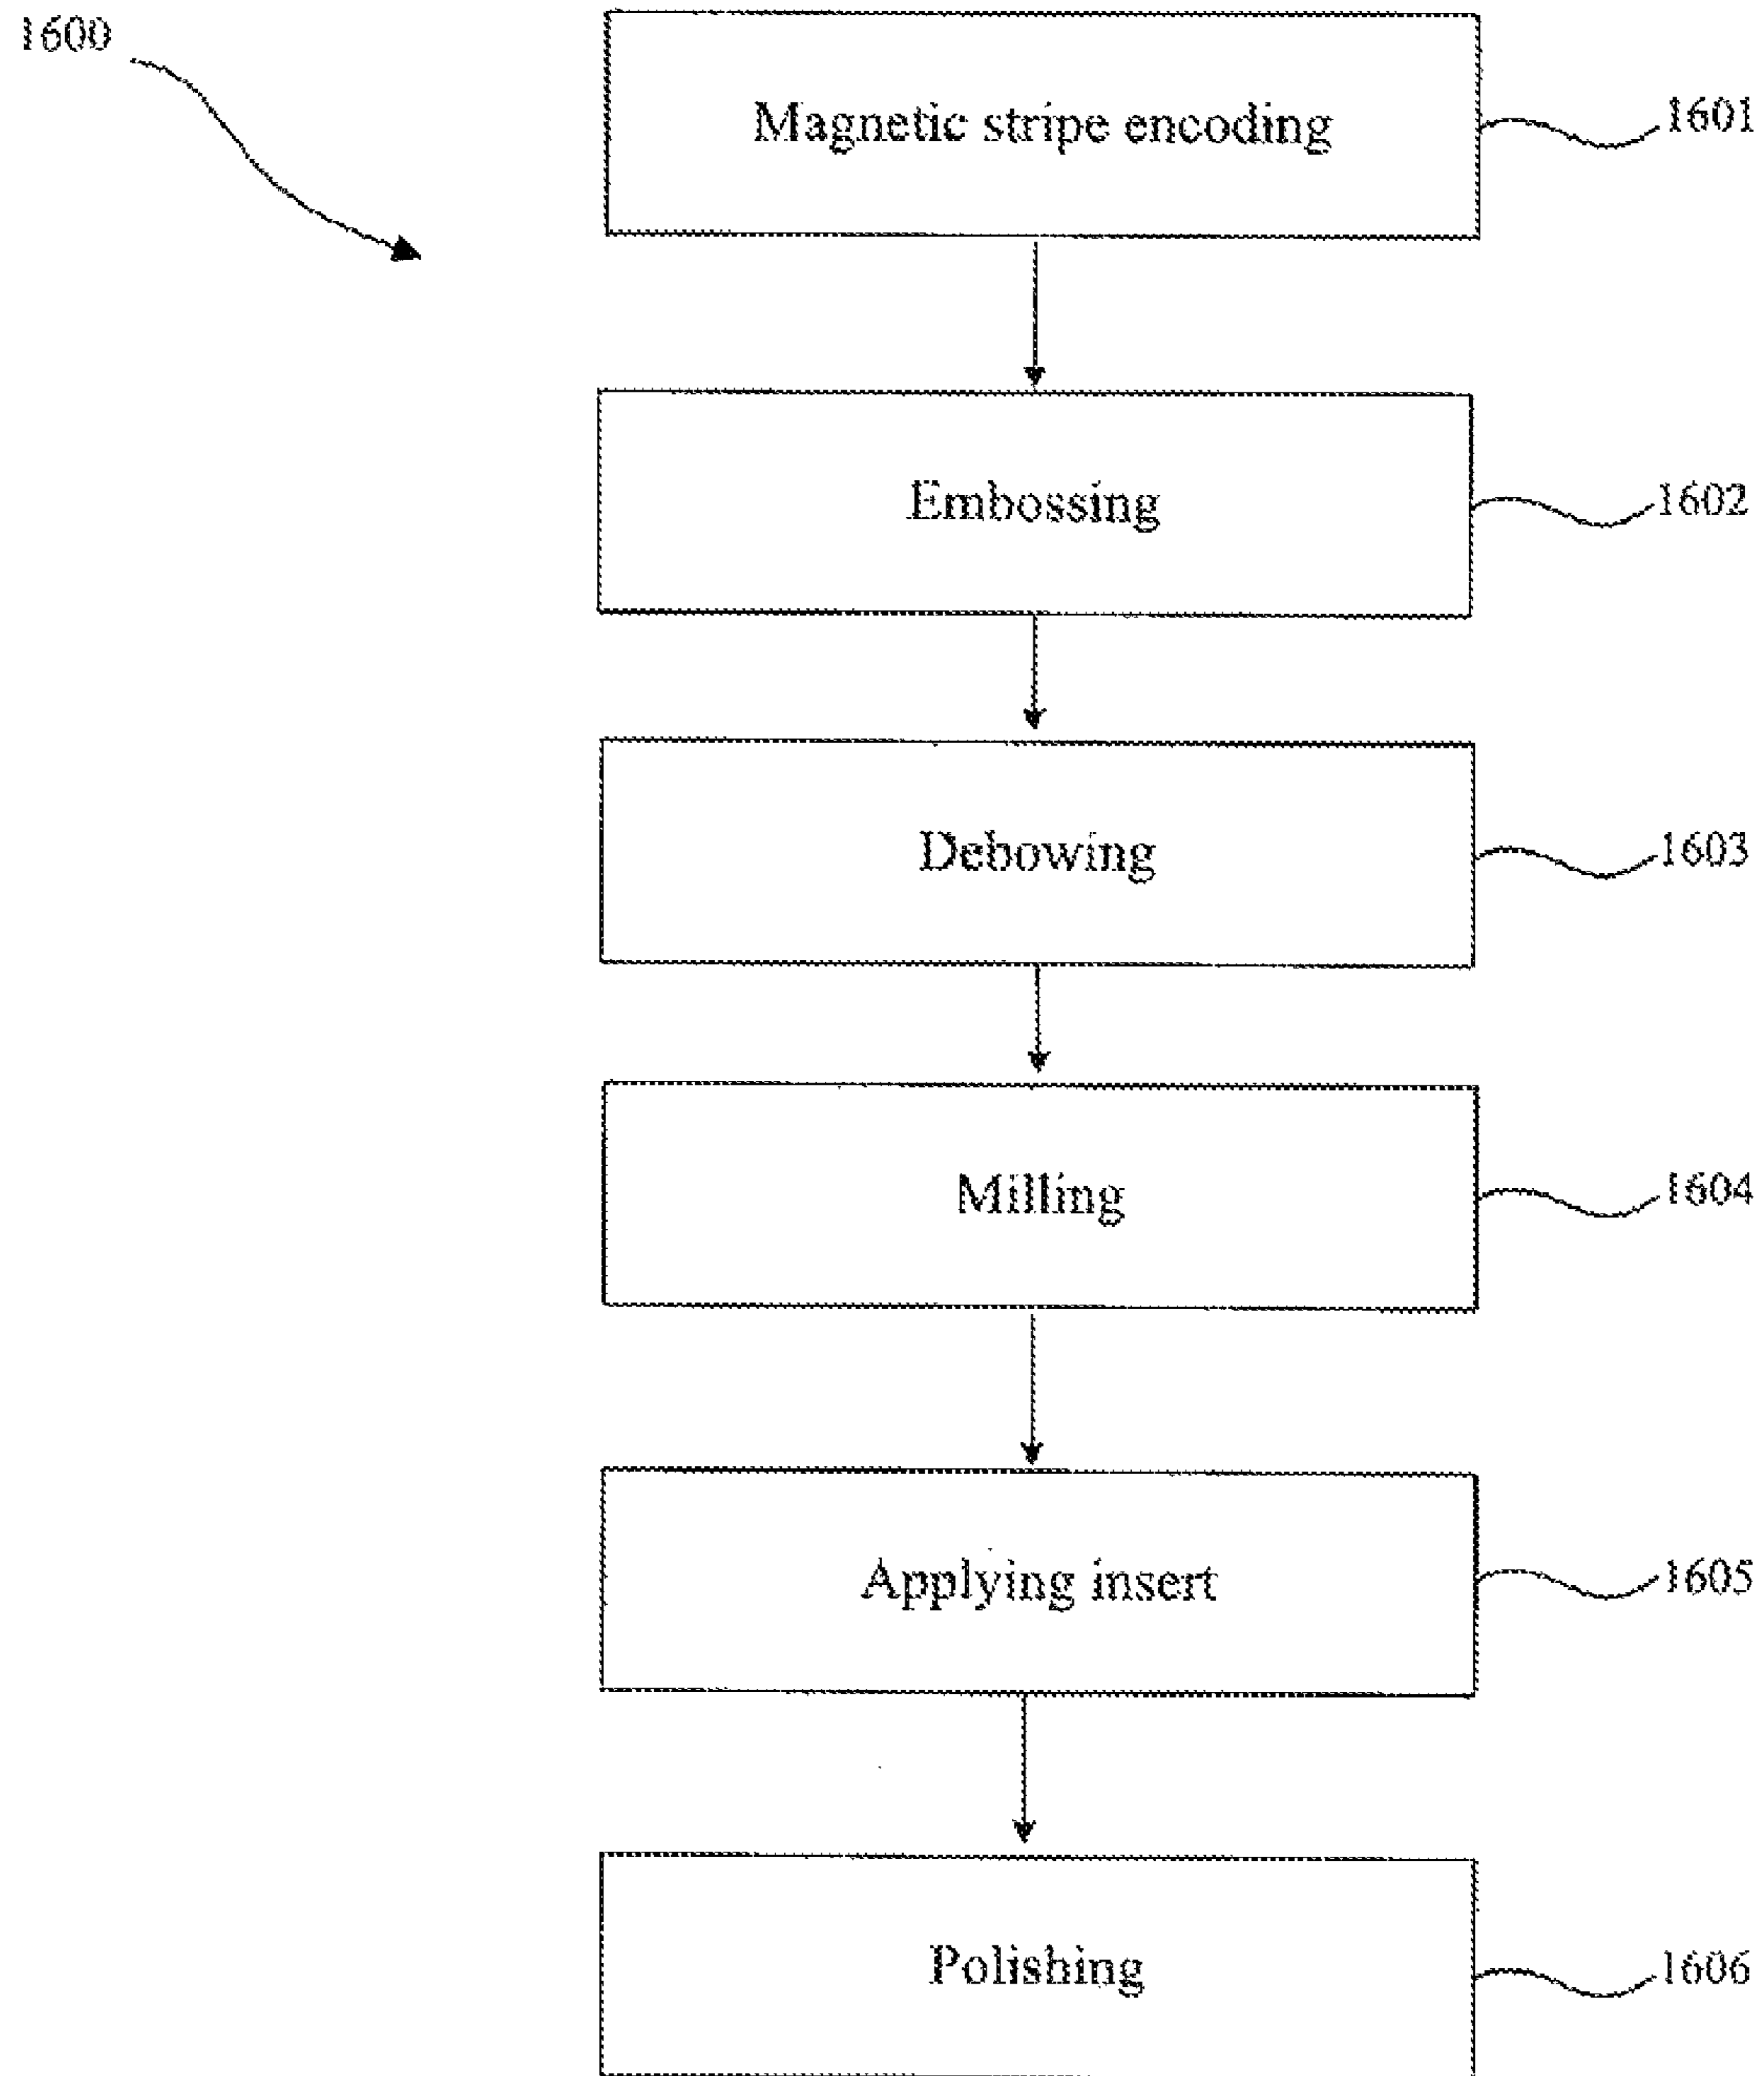 1600
Magnetic stripe encoding
1601
Embossing
1602
Debowing
1603
Milling
1604
Applying insert
1605
Polishing
1606